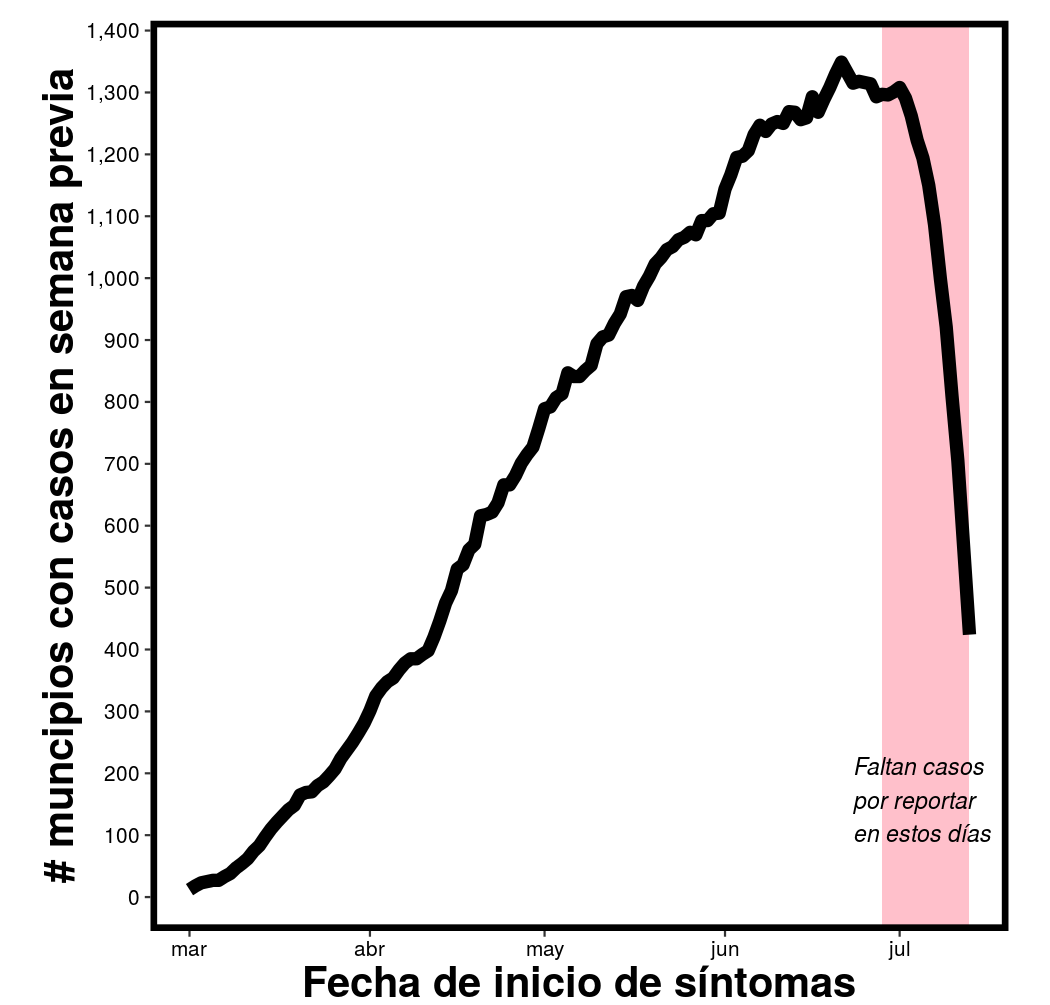 # muncipios con casos en semana previa
1,400
1,300
1,200
1,100
1,000
900
800
700
600
500
400
300
200
100
0
Faltan casos
por reportar
en estos días
mar abr may jun jul
Fecha de inicio de síntomas